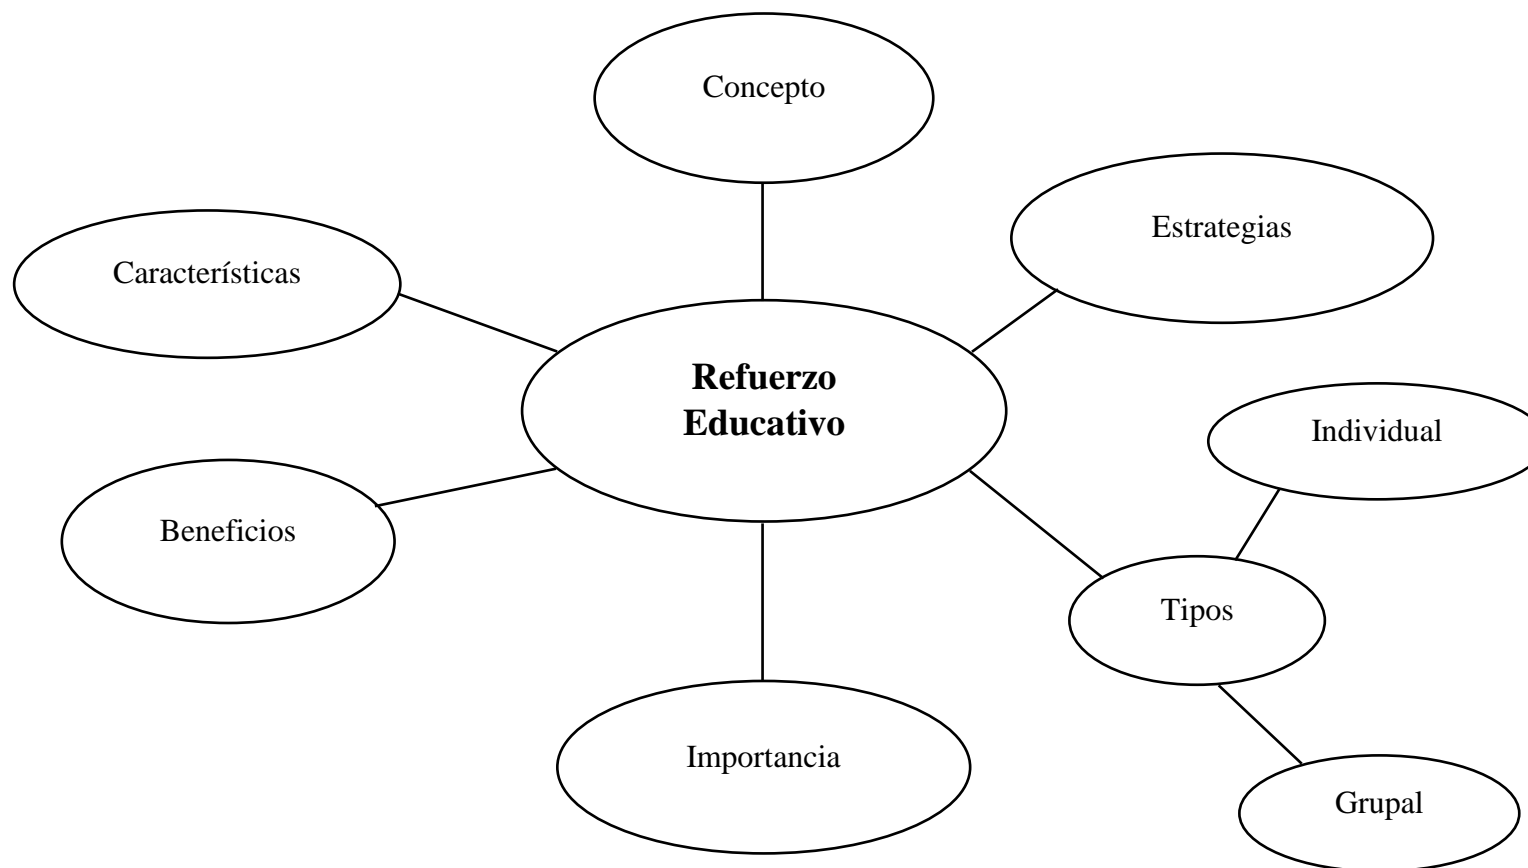 Concepto
Estrategias
Características
Refuerzo
Educativo
Individual
Beneficios
Tipos
Importancia
Grupal